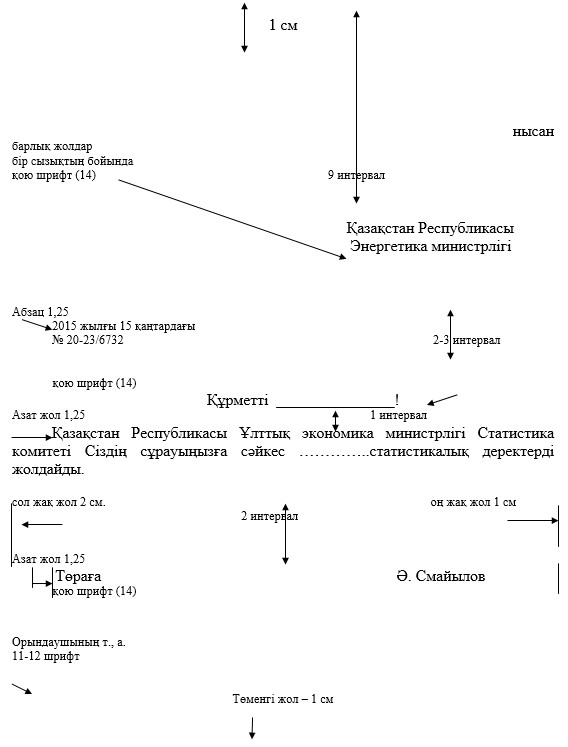 1 см
нысан
барлық жолдар
бір сызықтың бойында
қою шрифт (14)
9 интервал
Қазақстан Республикасы
Энергетика министрлігі
Абзац 1,25
2015 жылғы 15 қаңтардағы
№ 20-23/6732
2-3 интервал
қою шрифт (14)
Құрметті ________________!
Азат жол 1,25
1 интервал
Қазақстан Республикасы Ұлттық экономика министрлігі Статистика
комитеті Сіздің сұрауыңызға сәйкес …………..статистикалық деректерді
жолдайды.
сол жақ жол 2 см.
оң жақ жол 1 см
2 интервал
Азат жол 1,25
Төраға Ә. Смайылов
қою шрифт (14)
Орындаушының т., а.
11-12 шрифт
Төменгі жол – 1 см